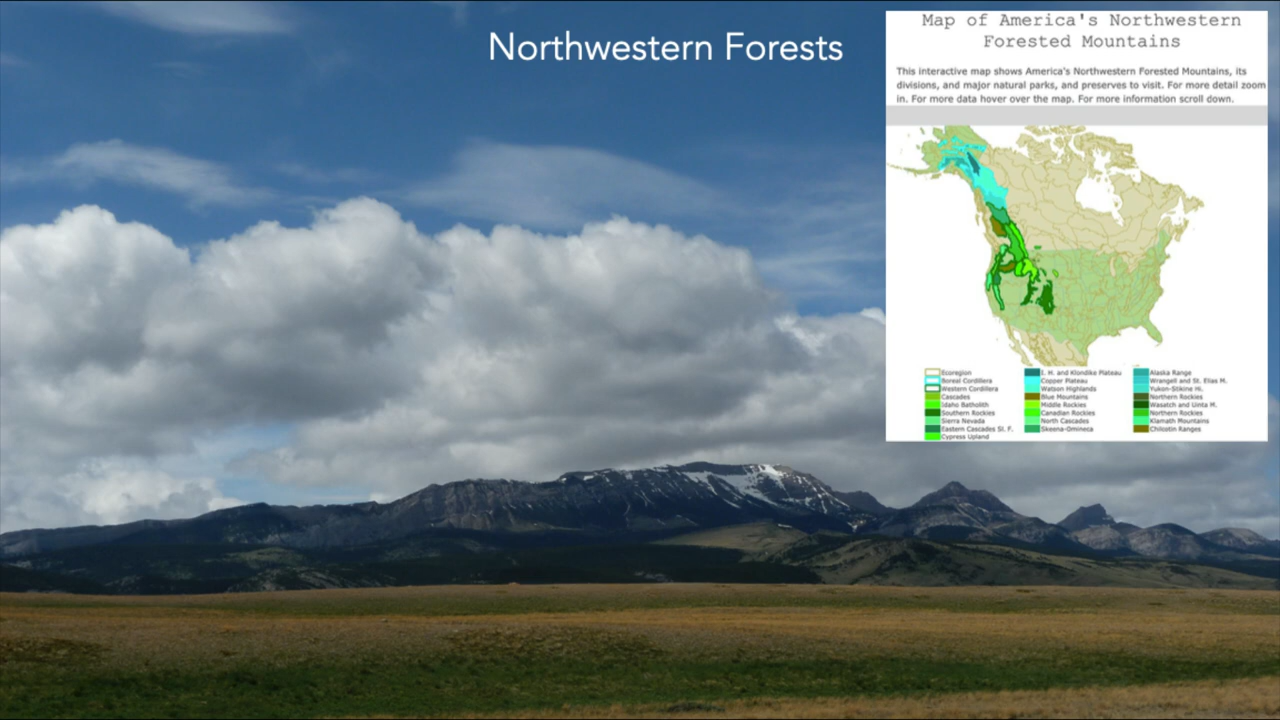 Northwestern Forests
Map of America's Northwestern
Forested Mountains
This interactive map shows America's Northwestern Forested Mountains, its
divisions, and major natural parks, and preserves to visit. For more detail zoom
in. For more data hover over the map. For more information scroll down.
Ecoregion
Boreal Cordillera
Western Cordillera
Cascades
Idaho Batholith
Southern Rockies
Sierra Nevada
Eastern Cascades Sl. F.
Cypress Upland
I. H. and Klondike Plateau
Copper Plateau
Watson Highlands
Blue Mountains
Middle Rockies
Canadian Rockies
North Cascades
Skeena-Omineca
Alaska Range
Wrangell and St. Elias M.
Yukon-Stikine Hi.
Northern Rockies
Wasatch and Uinta M.
Northern Rockies
Klamath Mountains
Chilcotin Ranges